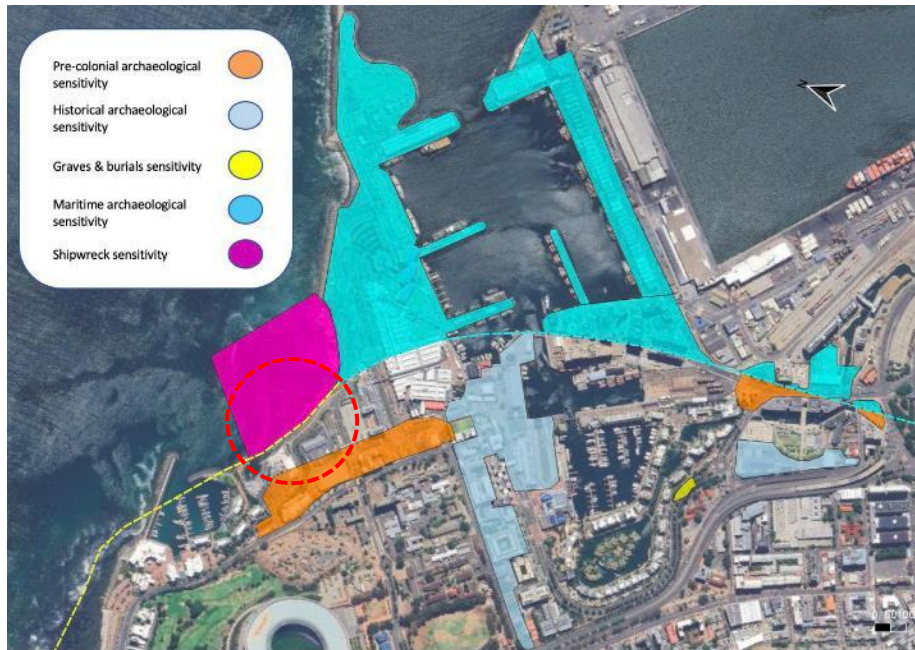 Pre-colonial archaeological
sensitivity
Historical archaeological
sensitivity
Graves & burials sensitivity
Maritime archaeological
sensitivity
Shipwreck sensitivity